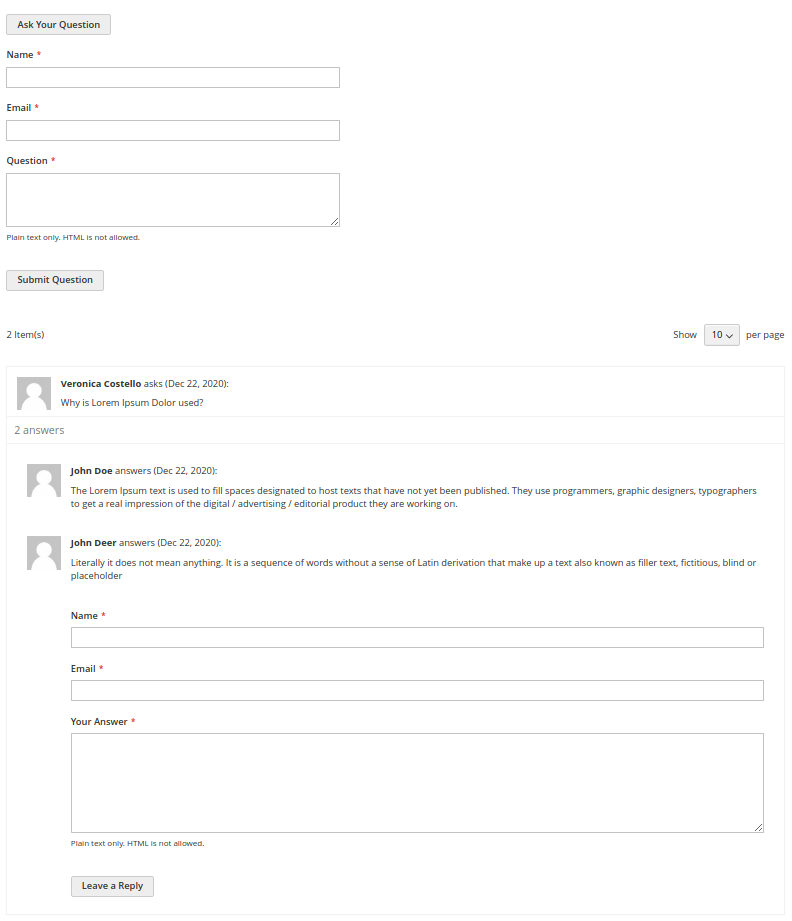 Ask Your Question
Name *
Email *
Question *
Plain text only. HTML is not allowed.
Submit Question
2 Item(s)
Show 10 per page
Veronica Costello asks (Dec 22, 2020):
Why is Lorem Ipsum Dolor used?
2 answers
John Doe answers (Dec 22, 2020):
The Lorem Ipsum text is used to fill spaces designated to host texts that have not yet been published. They use programmers, graphic designers, typographers
to get a real impression of the digital / advertising / editorial product they are working on.
John Deer answers (Dec 22, 2020):
Literally it does not mean anything. It is a sequence of words without a sense of Latin derivation that make up a text also known as filler text, fictitious, blind or
placeholder
Name *
Email *
Your Answer *
Plain text only. HTML is not allowed.
Leave a Reply